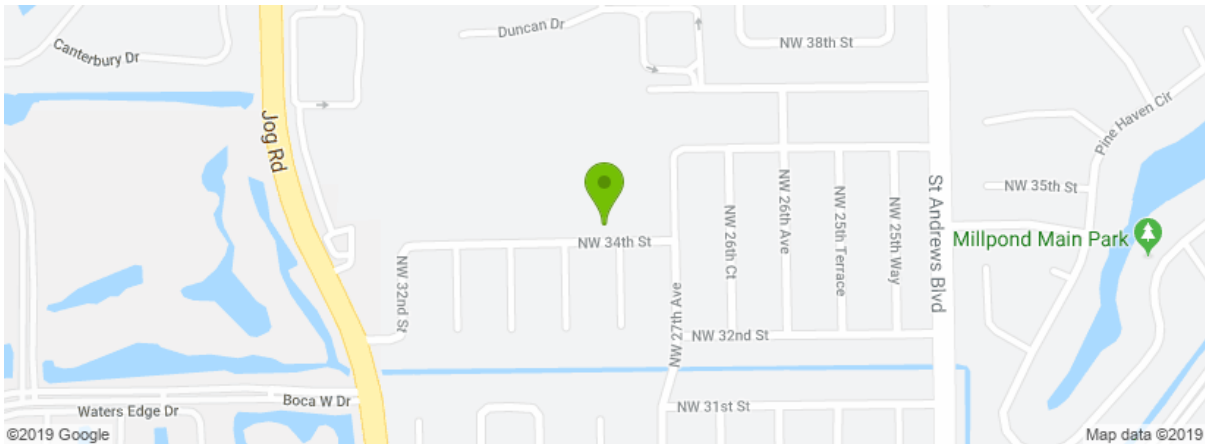 Duncan Dr
NW 38th St
Canterbury Dr
Pine Haven Cir
Jog Rd
NW 35th St
St Andrews Blvd
NW 26th Ct
NW 26th Ave
NW 25th Terrace
NW 25th Way
Millpond Main Park
NW 34th St
NW 32nd St
NW 27th Ave
NW 32nd St
Boca W Dr
Waters Edge Dr
NW 31st St
©2019 Google
Map data ©2019